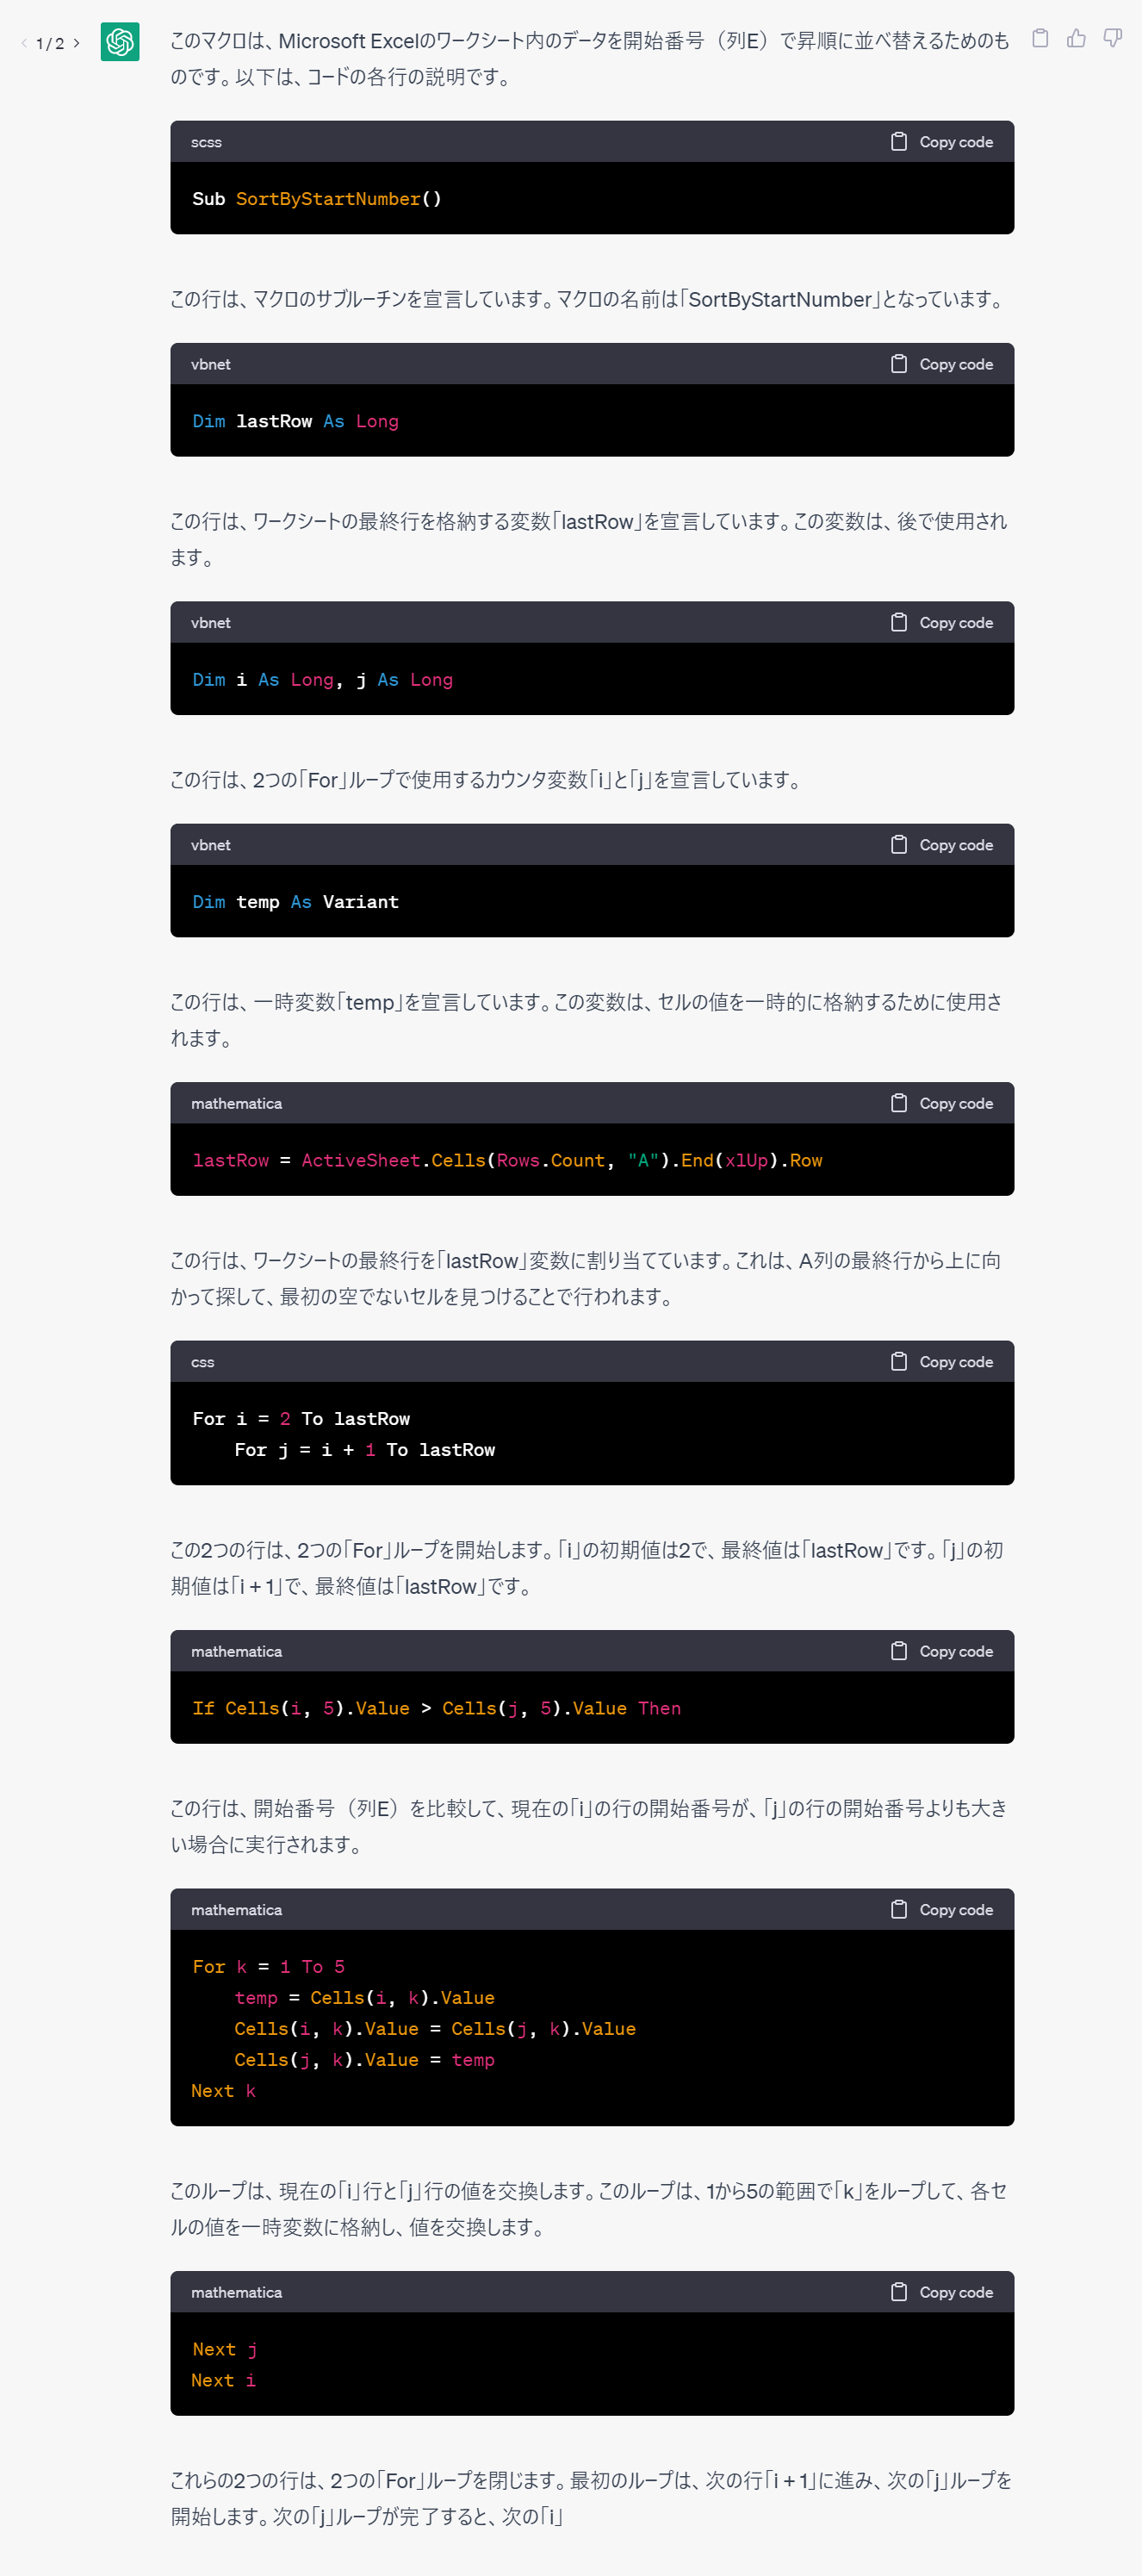 1 / 2
このマクロは、Microsoft Excelのワークシート内のデータを開始番号（列E）で昇順に並べ替えるためのも
のです。以下は、コードの各行の説明です。
scss
Copy code
Sub SortByStartNumber()
この行は、マクロのサブルーチンを宣言しています。マクロの名前は「SortByStartNumber」となっています。
vbnet
Copy code
Dim lastRow As Long
この行は、ワークシートの最終行を格納する変数「lastRow」を宣言しています。この変数は、後で使用され
ます。
vbnet
Copy code
Dim i As Long, j As Long
この行は、2つの「For」ループで使用するカウンタ変数「i」と「j」を宣言しています。
vbnet
Copy code
Dim temp As Variant
この行は、一時変数「temp」を宣言しています。この変数は、セルの値を一時的に格納するために使用さ
れます。
mathematica
Copy code
lastRow = ActiveSheet.Cells(Rows.Count, "A").End(xlUp).Row
この行は、ワークシートの最終行を「lastRow」変数に割り当てています。これは、A列の最終行から上に向
かって探して、最初の空でないセルを見つけることで行われます。
css
Copy code
For i = 2 To lastRow
    For j = i + 1 To lastRow
この2つの行は、2つの「For」ループを開始します。「i」の初期値は2で、最終値は「lastRow」です。「j」の初
期値は「i + 1」で、最終値は「lastRow」です。
mathematica
Copy code
If Cells(i, 5).Value > Cells(j, 5).Value Then
この行は、開始番号（列E）を比較して、現在の「i」の行の開始番号が、「j」の行の開始番号よりも大き
い場合に実行されます。
mathematica
Copy code
For k = 1 To 5
    temp = Cells(i, k).Value
    Cells(i, k).Value = Cells(j, k).Value
    Cells(j, k).Value = temp
Next k
このループは、現在の「i」行と「j」行の値を交換します。このループは、1から5の範囲で「k」をループして、各セ
ルの値を一時変数に格納し、値を交換します。
mathematica
Copy code
Next j
Next i
これらの2つの行は、2つの「For」ループを閉じます。最初のループは、次の行「i + 1」に進み、次の「j」ループを
開始します。次の「j」ループが完了すると、次の「i」